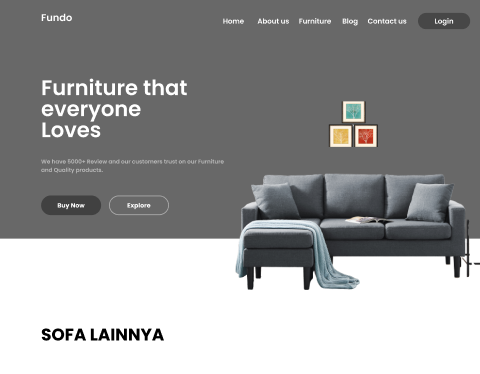 Fundo
Home About us Furniture Blog Contact us Login
Furniture that
everyone
Loves
We have 5000+ Review and our customers trust on our Furniture
and Quality products.
Buy Now Explore
SOFA LAINNYA